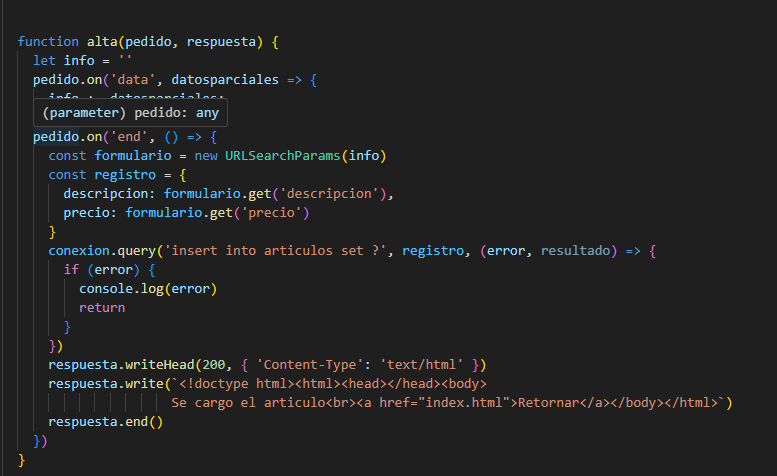 function alta(pedido, respuesta) {
let info = ''
pedido.on('data', datosparciales => {
(parameter) pedido: any
pedido.on('end', () => {
const formulario = new URLSearchParams(info)
const registro = {
descripcion: formulario.get('descripcion'),
precio: formulario.get('precio')
}
conexion.query('insert into articulos set ?', registro, (error, resultado) => {
if (error) {
console.log(error)
return
}
})
respuesta.writeHead(200, { 'Content-Type': 'text/html' })
respuesta.write(`<!doctype html><html><head></head><body>
Se cargo el articulo<br><a href="index.html">Retornar</a></body></html>`)
respuesta.end()
})
}